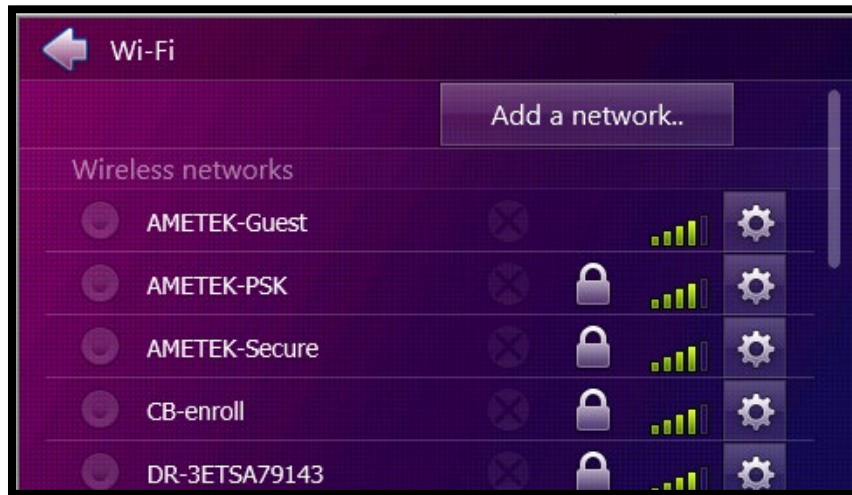 Wi-Fi
Add a network..
Wireless networks
AMETEK-Guest
AMETEK-PSK
AMETEK-Secure
CB-enroll
DR-3ETSA79143